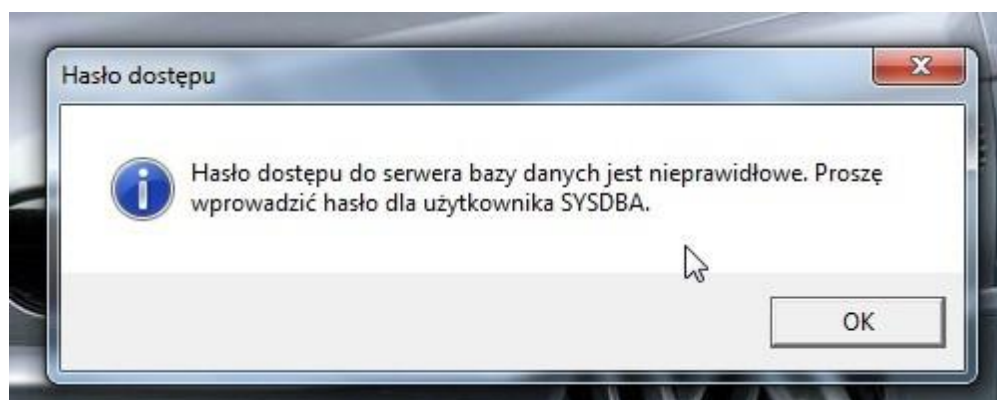 Hasło dostępu
Hasło dostępu do serwera bazy danych jest nieprawidłowe. Proszę
wprowadzić hasło dla użytkownika SYSDBA.
OK